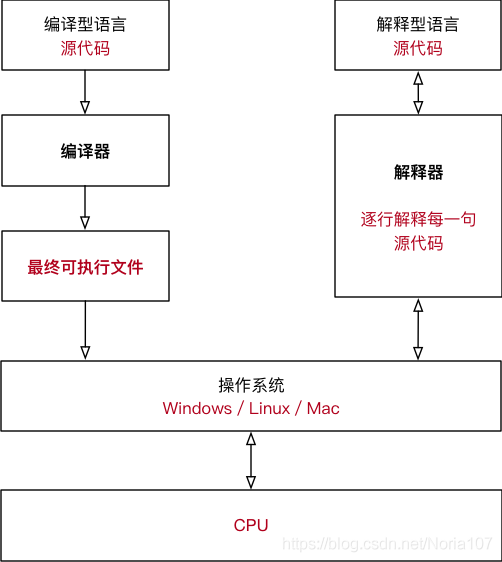 编译型语言
源代码
解释型语言
源代码
编译器
解释器
逐行解释每一句
源代码
最终可执行文件
操作系统
Windows / Linux / Mac
CPU
https://blog.csdn.net/Noria107